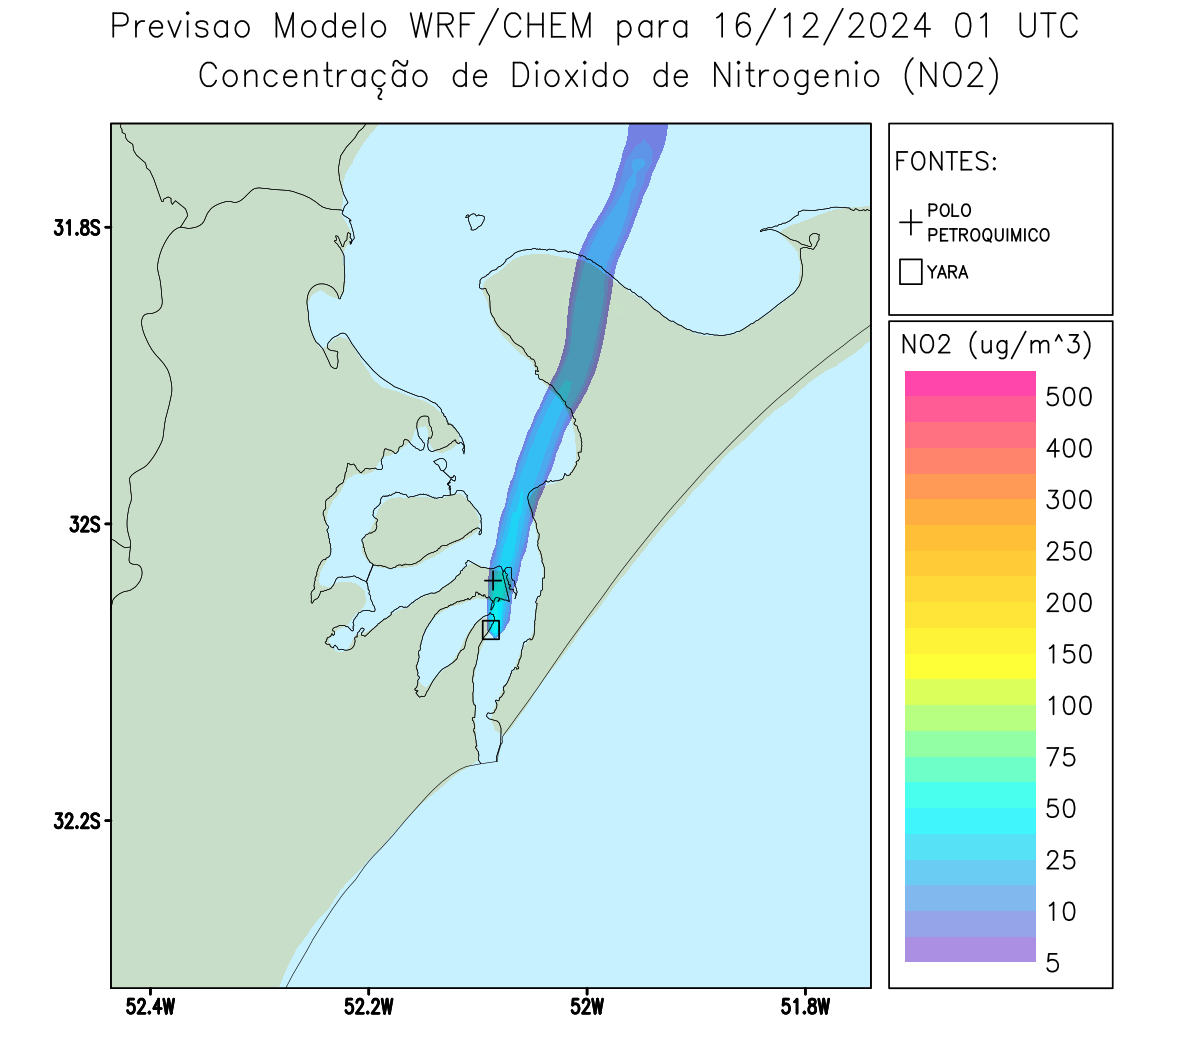 Previsao Modelo WRF/CHEM para 16/12/2024 01 UTC
Concentração de Dioxido de Nitrogenio (NO2)
FONTES:
POLO
PETROQUIMICO
YARA
NO2 (ug/m^3)
500
400
300
250
200
150
100
75
50
25
10
5
31.8S
32S
32.2S
52.4W
52.2W
52W
51.8W